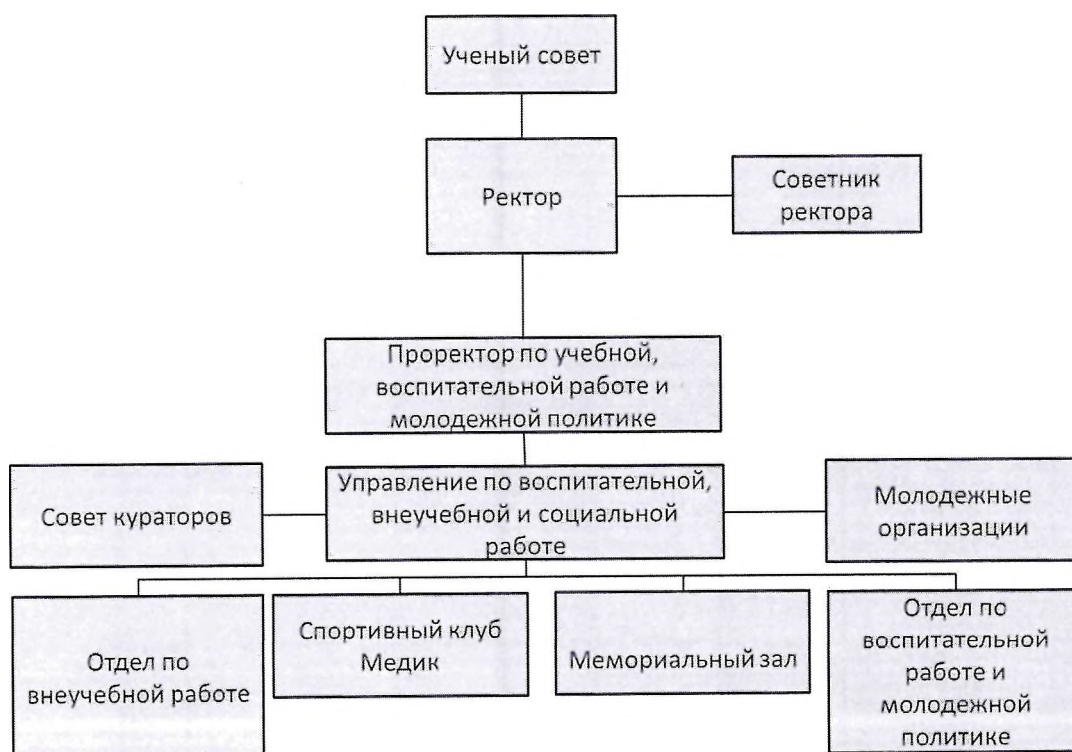 Ученый совет
Ректор
Советник
ректора
Проректор по учебной,
воспитательной работе и
молодежной политике
Совет кураторов
Управление по воспитательной,
внеучебной и социальной
работе
Молодежные
организации
Отдел по
внеучебной работе
Спортивный клуб
Медик
Мемориальный зал
Отдел по
воспитательной
работе и
молодежной
политике